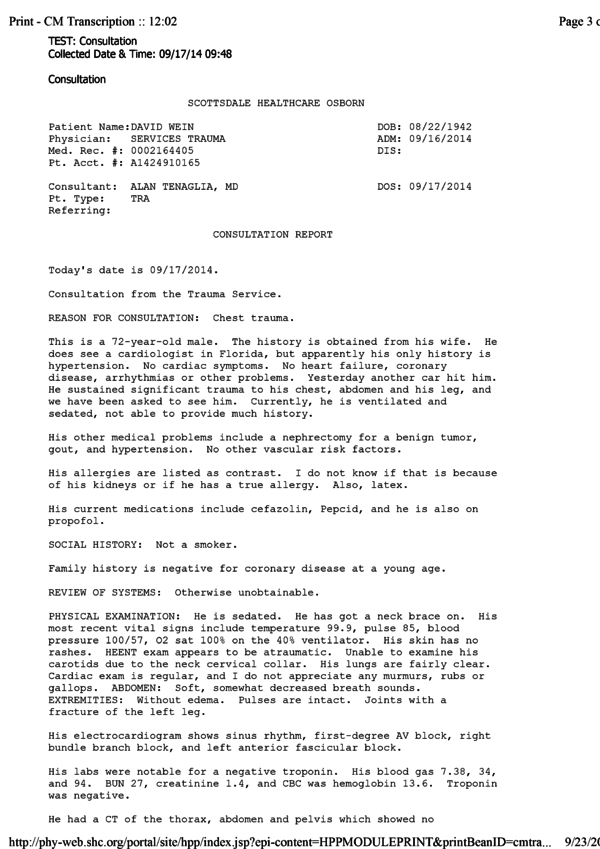 Print - CM Transcription :: 12:02 Page 3 o
TEST: Consultation
Collected Date & Time: 09/17/14 09:48
Consultation
SCOTTSDALE HEALTHCARE OSBORN
Patient Name:DAVID WEIN DOB: 08/22/1942
Physician: SERVICES TRAUMA ADM: 09/16/2014
Med. Rec. #: 0002164405 DIS:
Pt. Acct. #: A1424910165
Consultant: ALAN TENAGLIA, MD DOS: 09/17/2014
Pt. Type: TRA
Referring:
CONSULTATION REPORT
Today's date is 09/17/2014.
Consultation from the Trauma Service.
REASON FOR CONSULTATION: Chest trauma.
This is a 72-year-old male. The history is obtained from his wife. He
does see a cardiologist in Florida, but apparently his only history is
hypertension. No cardiac symptoms. No heart failure, coronary
disease, arrhythmias or other problems. Yesterday another car hit him.
He sustained significant trauma to his chest, abdomen and his leg, and
we have been asked to see him. Currently, he is ventilated and
sedated, not able to provide much history.
His other medical problems include a nephrectomy for a benign tumor,
gout, and hypertension. No other vascular risk factors.
His allergies are listed as contrast. I do not know if that is because
of his kidneys or if he has a true allergy. Also, latex.
His current medications include cefazolin, Pepcid, and he is also on
propofol.
SOCIAL HISTORY: Not a smoker.
Family history is negative for coronary disease at a young age.
REVIEW OF SYSTEMS: Otherwise unobtainable.
PHYSICAL EXAMINATION: He is sedated. He has got a neck brace on. His
most recent vital signs include temperature 99.9, pulse 85, blood
pressure 100/57, O2 sat 100% on the 40% ventilator. His skin has no
rashes. HEENT exam appears to be atraumatic. Unable to examine his
carotids due to the neck cervical collar. His lungs are fairly clear.
Cardiac exam is regular, and I do not appreciate any murmurs, rubs or
gallops. ABDOMEN: Soft, somewhat decreased breath sounds.
EXTREMITIES: Without edema. Pulses are intact. Joints with a
fracture of the left leg.
His electrocardiogram shows sinus rhythm, first-degree AV block, right
bundle branch block, and left anterior fascicular block.
His labs were notable for a negative troponin. His blood gas 7.38, 34,
and 94. BUN 27, creatinine 1.4, and CBC was hemoglobin 13.6. Troponin
was negative.
He had a CT of the thorax, abdomen and pelvis which showed no
http://phy-web.shc.org/portal/site/hpp/index.jsp?epi-content=HPPMODULEPRINT&printBeanID=cmtra... 9/23/20